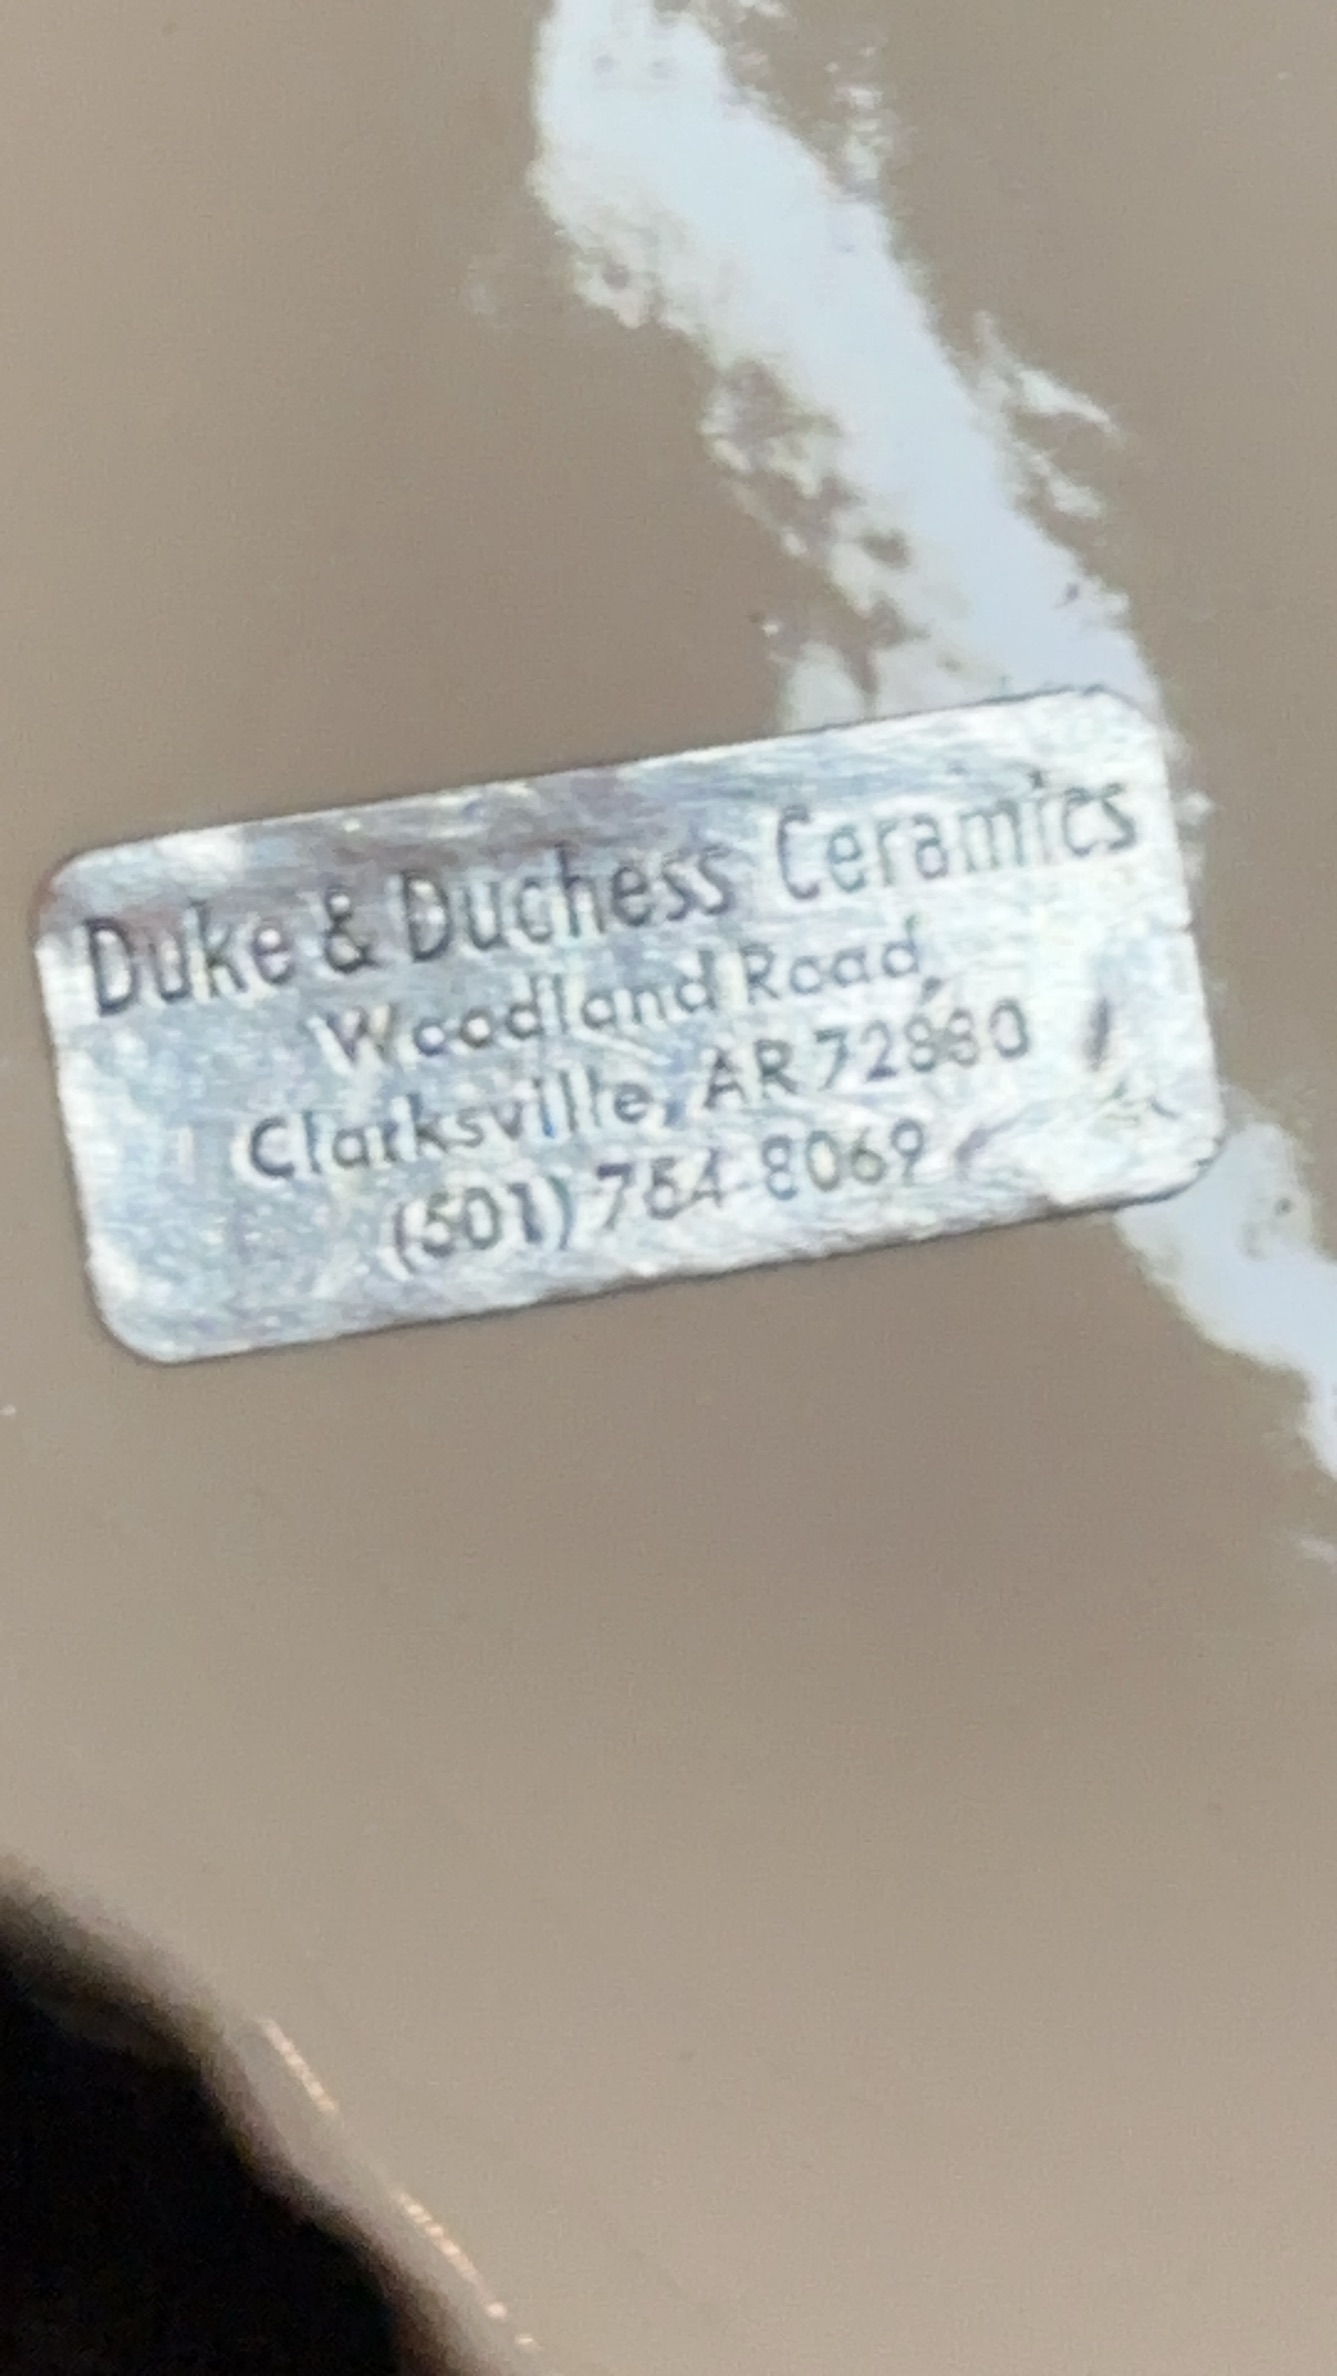 Duke & Duchess Ceramics
Woodland Road,
Clarksville, AR 72830
(501) 754-8069